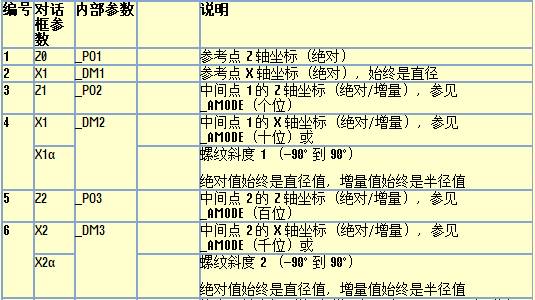 编号 对话框参数 内部参数 说明
1 Z0 _PO1 参考点 Z 轴坐标（绝对）
2 X1 _DM1 参考点 X 轴坐标（绝对），始终是直径
3 Z1 _PO2 中间点 1 的 Z 轴坐标（绝对/增量），参见
_AMODE（个位）
4 X1 _DM2 中间点 1 的 X 轴坐标（绝对/增量），参见
_AMODE（十位）或
X1α 螺纹斜度 1 （-90° 到 90°）
绝对值始终是直径值，增量值始终是半径值
5 Z2 _PO3 中间点 2 的 Z 轴坐标（绝对/增量），参见
_AMODE（百位）
6 X2 _DM3 中间点 2 的 X 轴坐标（绝对/增量），参见
_AMODE（千位）或
X2α 螺纹斜度 2 （-90° 到 90°）
绝对值始终是直径值，增量值始终是半径值